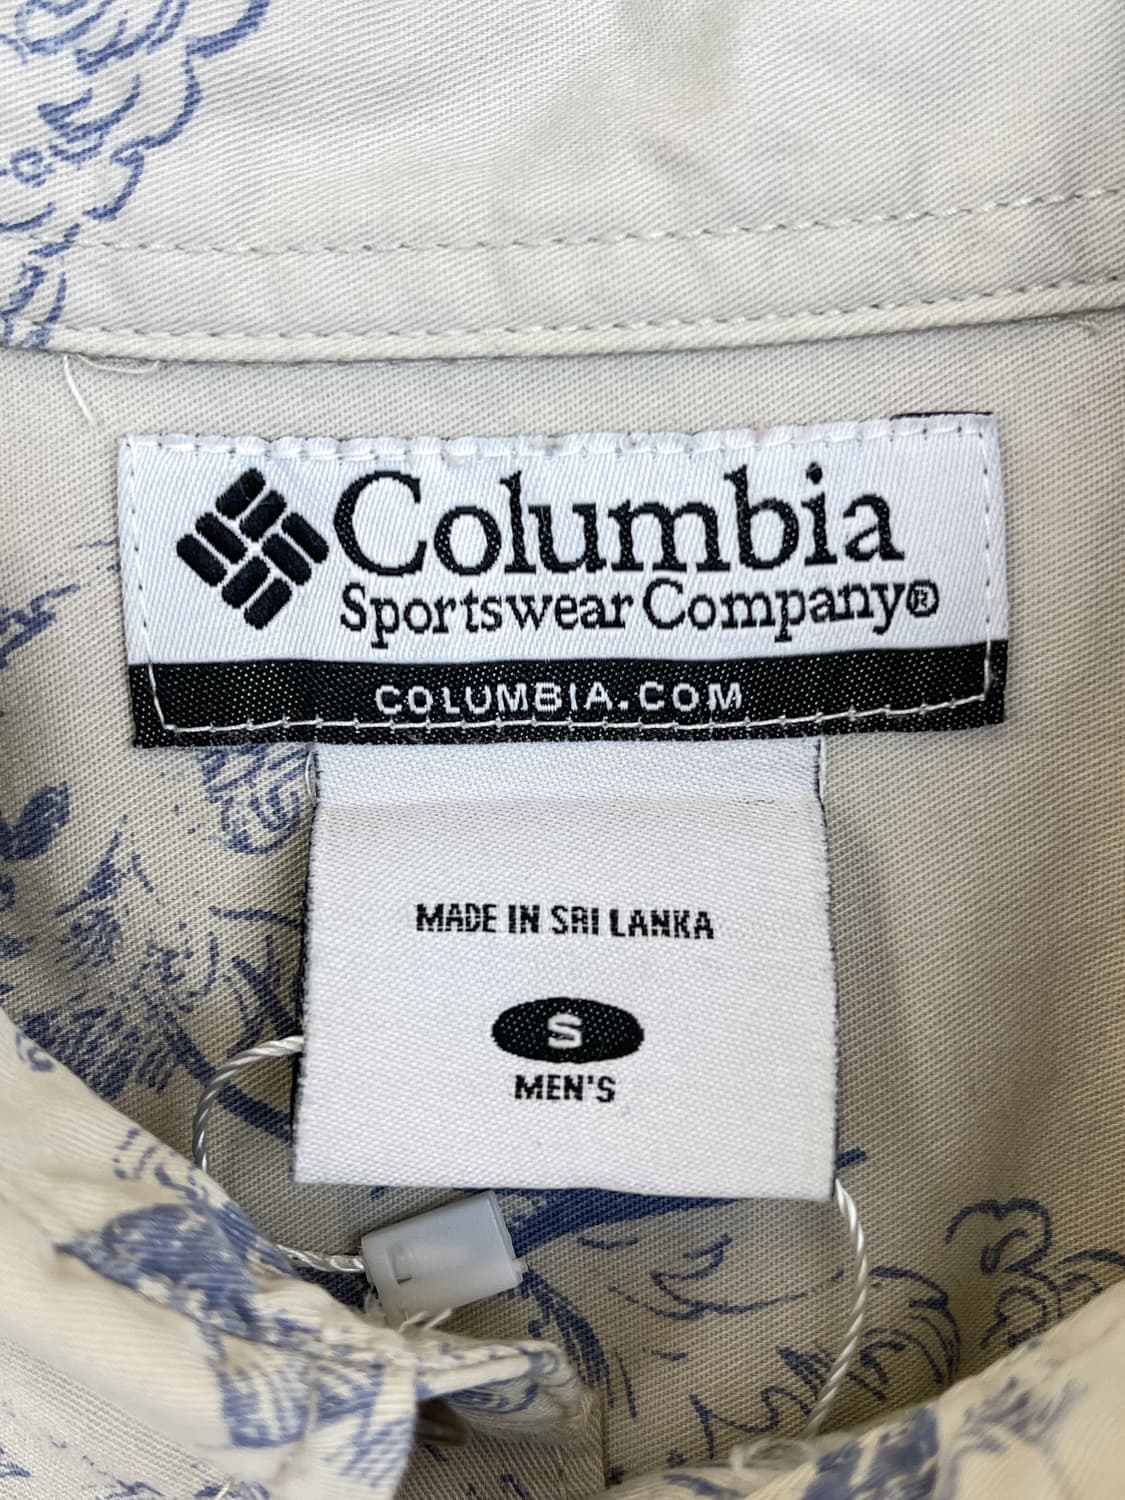 Columbia
Sportswear Company®
COLUMBIA.COM
MADE IN SRI LANKA
S
MEN'S